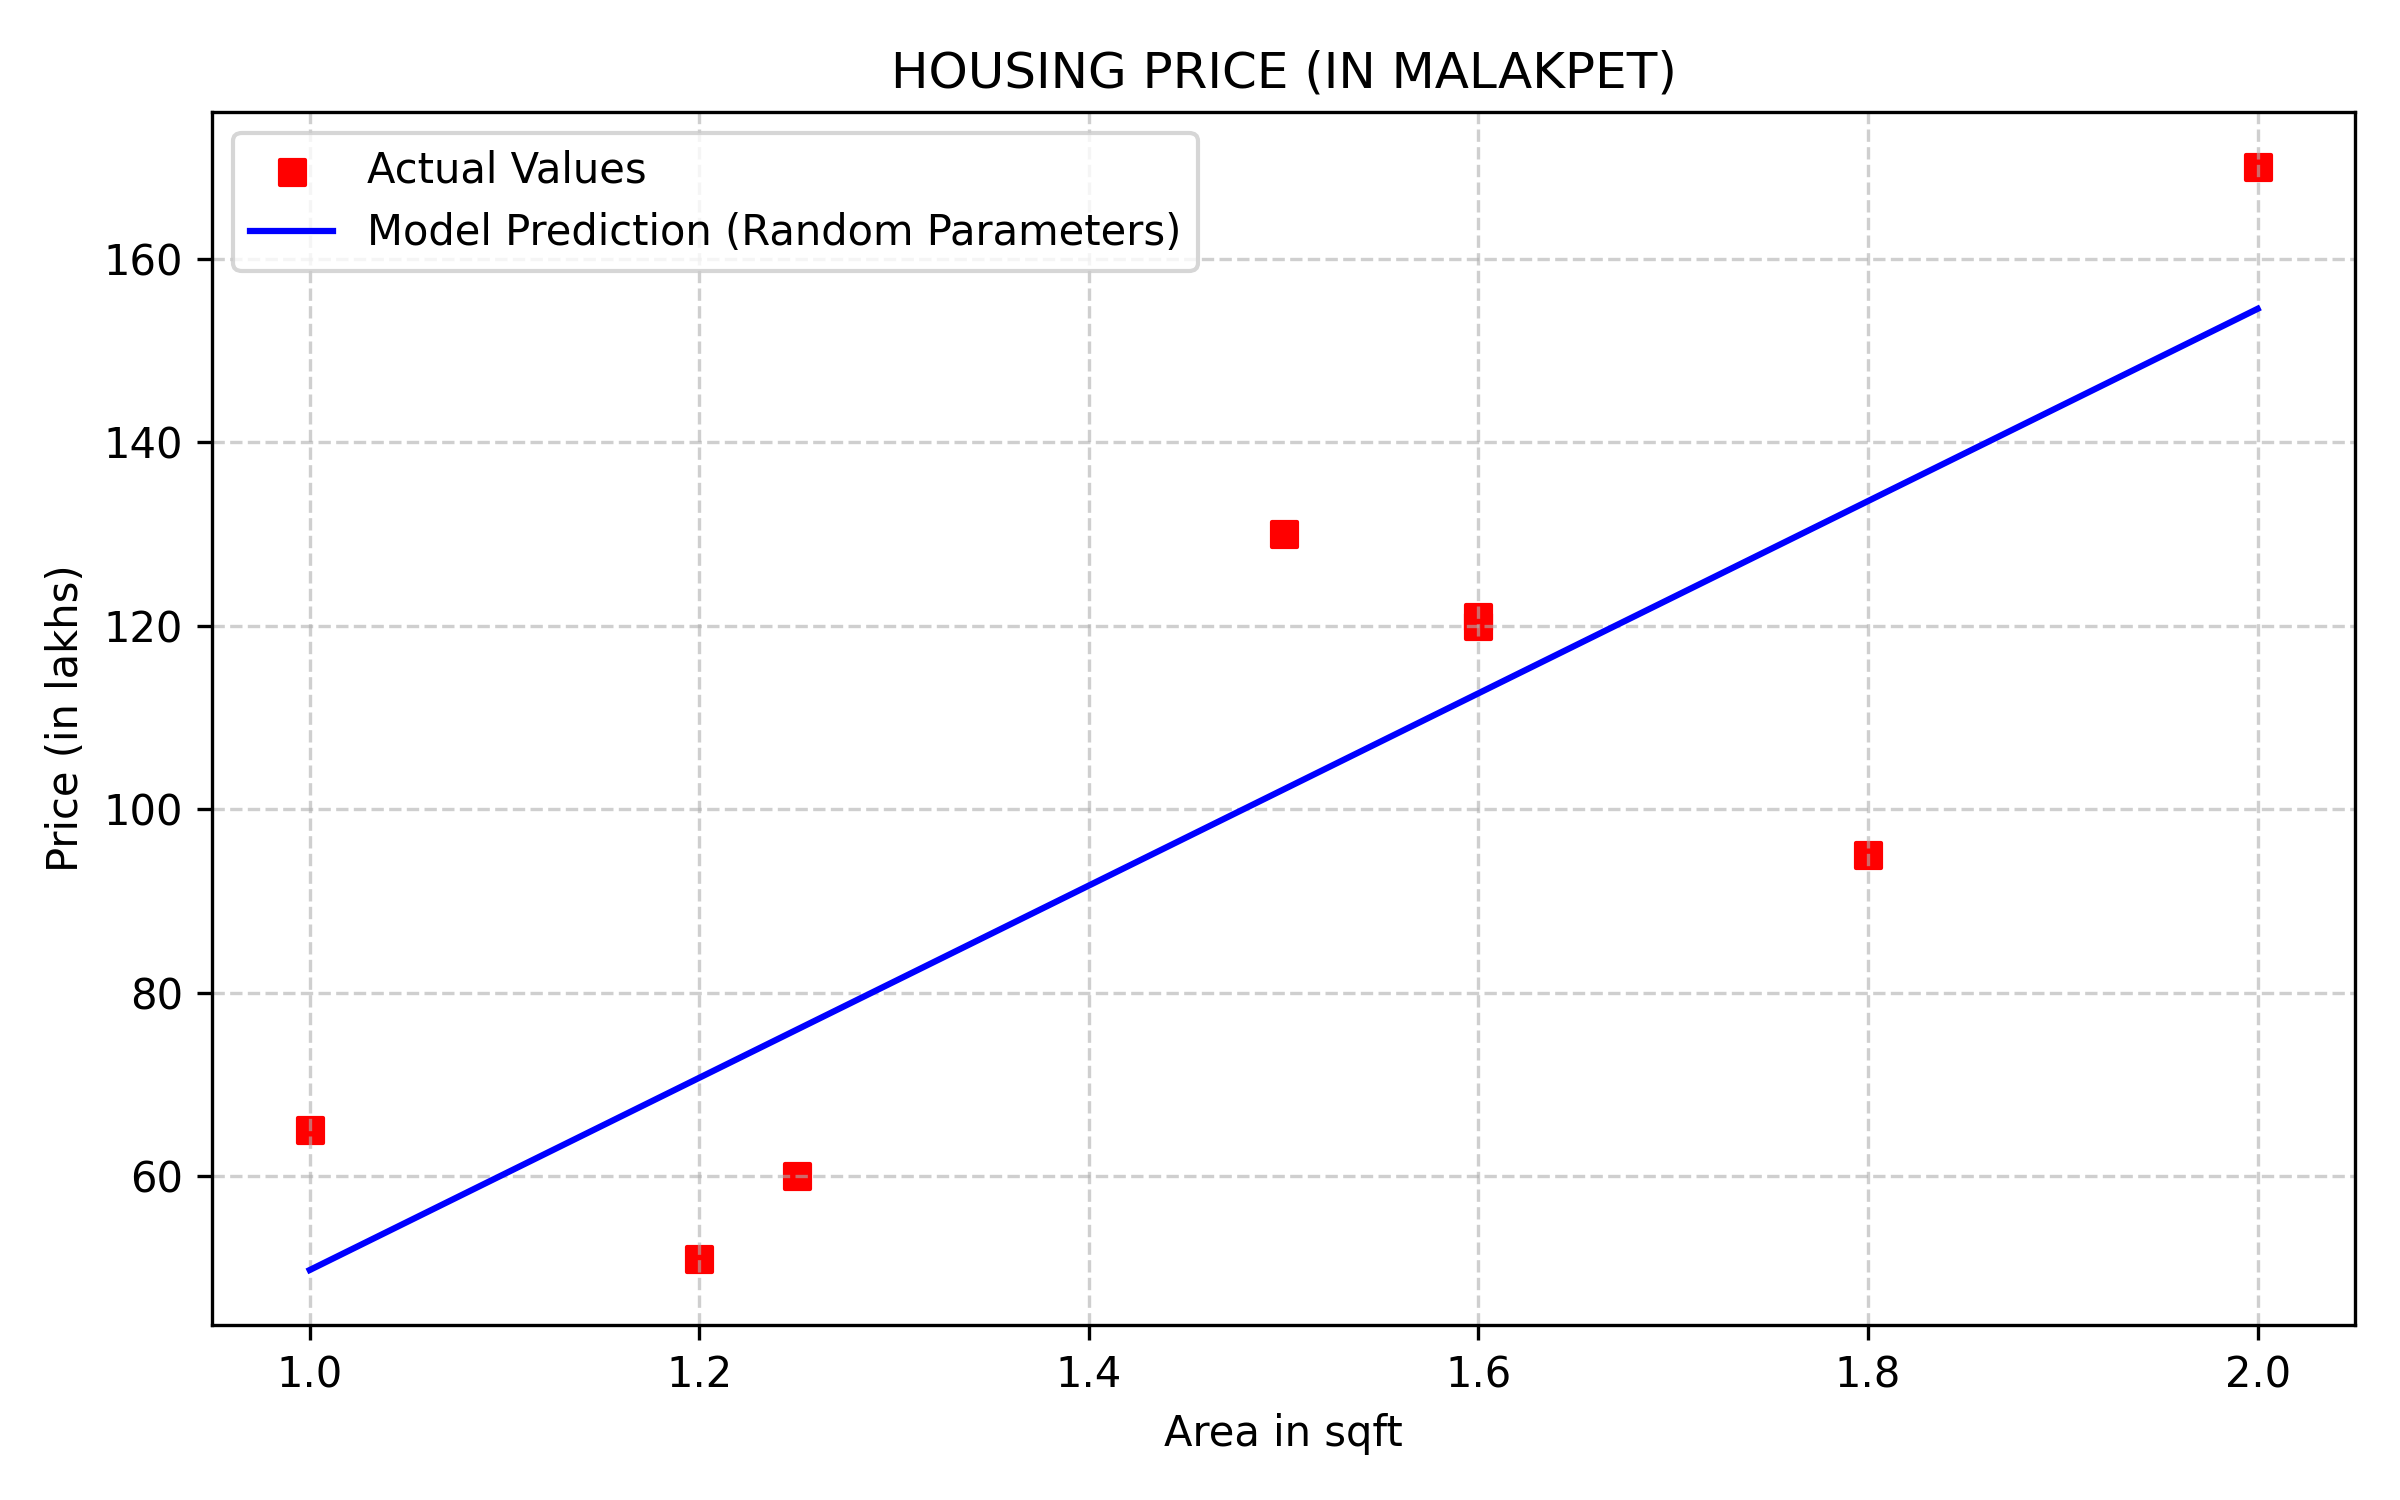 HOUSING PRICE (IN MALAKPET)
Actual Values
Model Prediction (Random Parameters)
Price (in lakhs)
160
140
120
100
80
60
1.0 1.2 1.4 1.6 1.8 2.0
Area in sqft